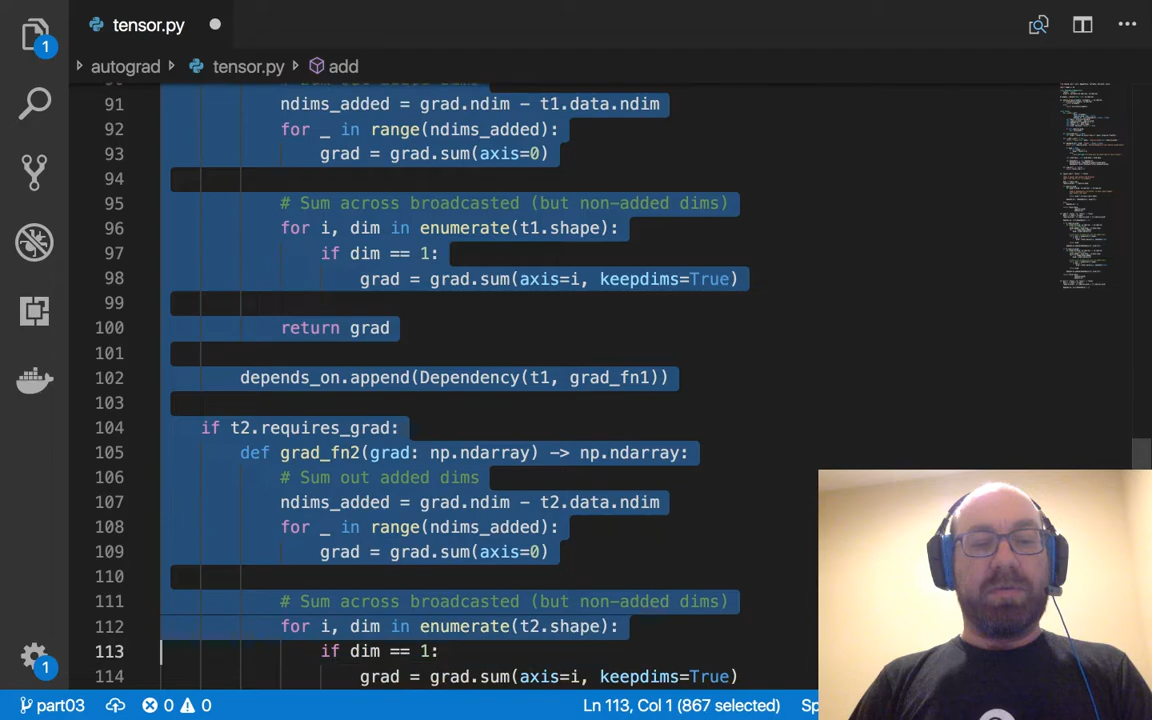 1
tensor.py
autograd tensor.py add
91 ndims_added = grad.ndim - t1.data.ndim
92 for _ in range(ndims_added):
93 grad = grad.sum(axis=0)
94
95 # Sum across broadcasted (but non-added dims)
96 for i, dim in enumerate(t1.shape):
97 if dim == 1:
98 grad = grad.sum(axis=i, keepdims=True)
99
100 return grad
101
102 depends_on.append(Dependency(t1, grad_fn1))
103
104 if t2.requires_grad:
105 def grad_fn2(grad: np.ndarray) -> np.ndarray:
106 # Sum out added dims
107 ndims_added = grad.ndim - t2.data.ndim
108 for _ in range(ndims_added):
109 grad = grad.sum(axis=0)
110
111 # Sum across broadcasted (but non-added dims)
112 for i, dim in enumerate(t2.shape):
113 if dim == 1:
114 grad = grad.sum(axis=i, keepdims=True)
1
part03 0 0 Ln 113, Col 1 (867 selected)